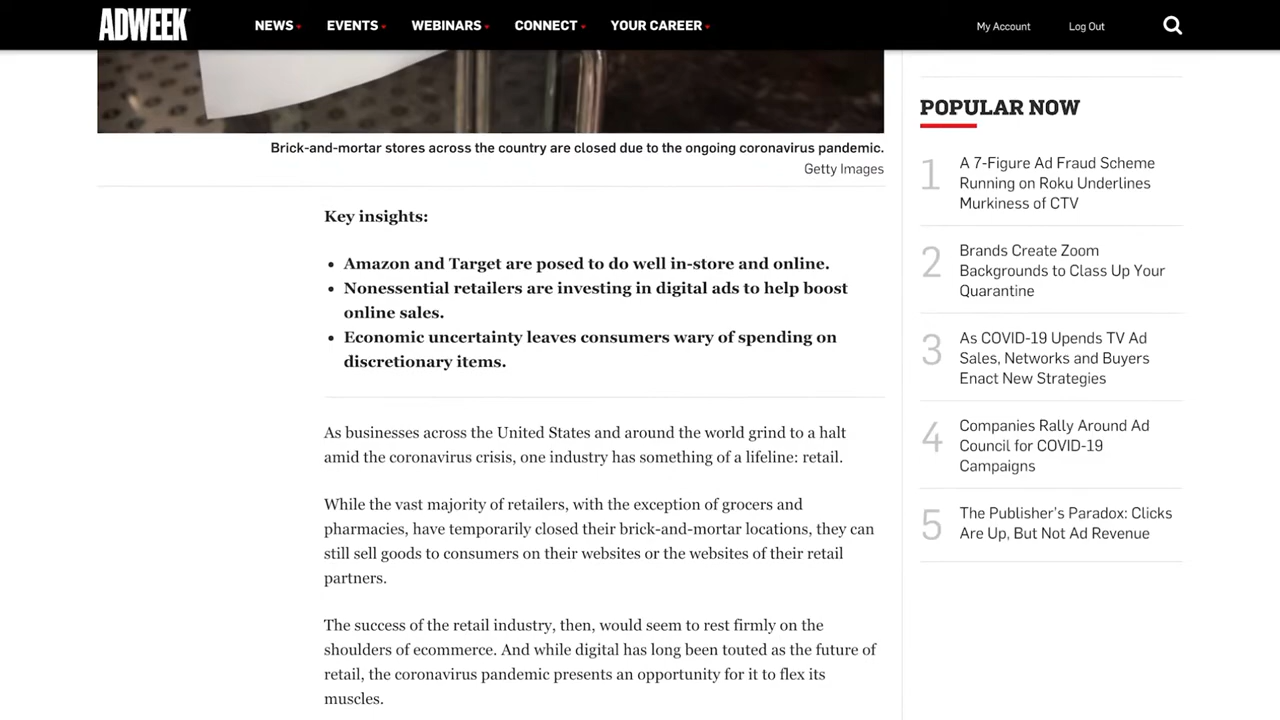 ADWEEK
NEWS
EVENTS
WEBINARS
CONNECT
YOUR CAREER
My Account
Log Out
Brick-and-mortar stores across the country are closed due to the ongoing coronavirus pandemic.
Getty Images
Key insights:
• Amazon and Target are posed to do well in-store and online.
• Nonessential retailers are investing in digital ads to help boost
online sales.
• Economic uncertainty leaves consumers wary of spending on
discretionary items.
As businesses across the United States and around the world grind to a halt
amid the coronavirus crisis, one industry has something of a lifeline: retail.
While the vast majority of retailers, with the exception of grocers and
pharmacies, have temporarily closed their brick-and-mortar locations, they can
still sell goods to consumers on their websites or the websites of their retail
partners.
The success of the retail industry, then, would seem to rest firmly on the
shoulders of ecommerce. And while digital has long been touted as the future of
retail, the coronavirus pandemic presents an opportunity for it to flex its
muscles.
POPULAR NOW
1
A 7-Figure Ad Fraud Scheme
Running on Roku Underlines
Murkiness of CTV
2
Brands Create Zoom
Backgrounds to Class Up Your
Quarantine
3
As COVID-19 Upends TV Ad
Sales, Networks and Buyers
Enact New Strategies
4
Companies Rally Around Ad
Council for COVID-19
Campaigns
5
The Publisher's Paradox: Clicks
Are Up, But Not Ad Revenue